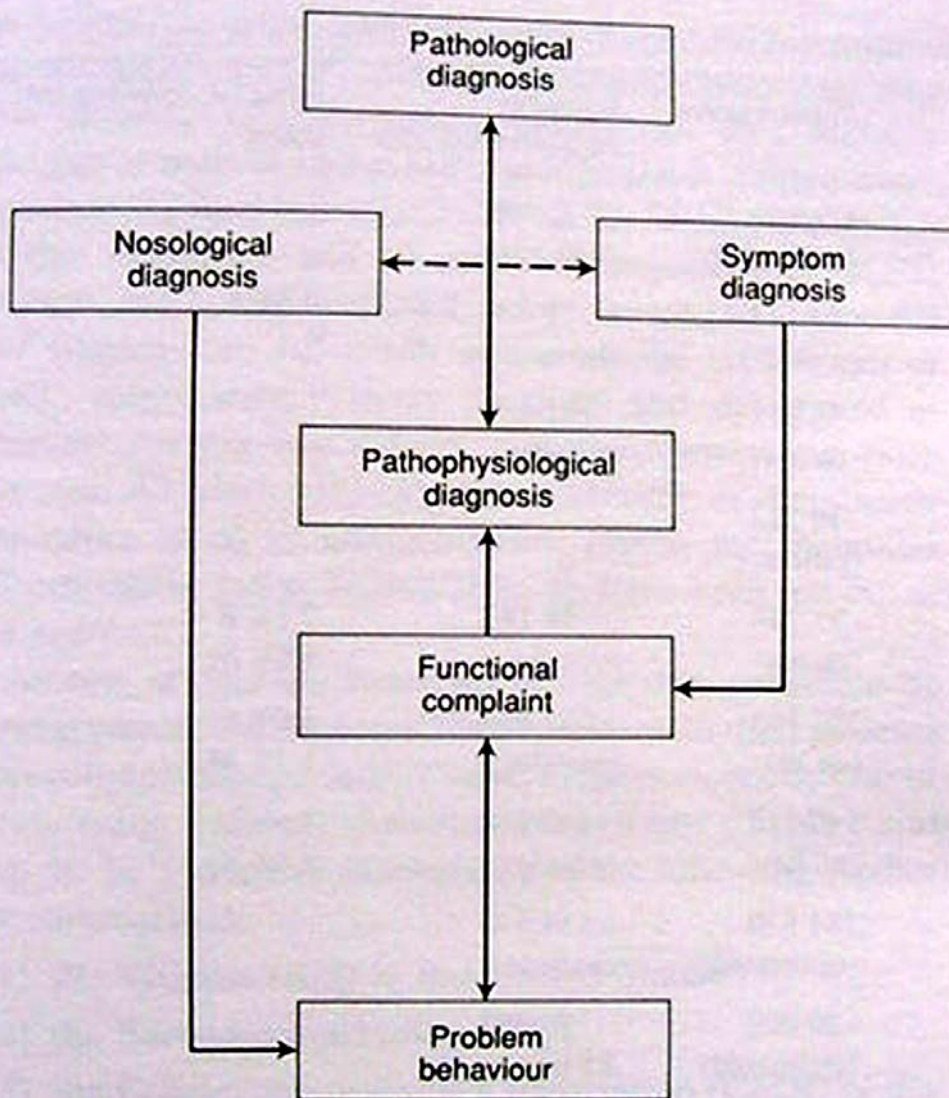 Pathological
diagnosis
Nosological
diagnosis
Symptom
diagnosis
Pathophysiological
diagnosis
Functional
complaint
Problem
behaviour